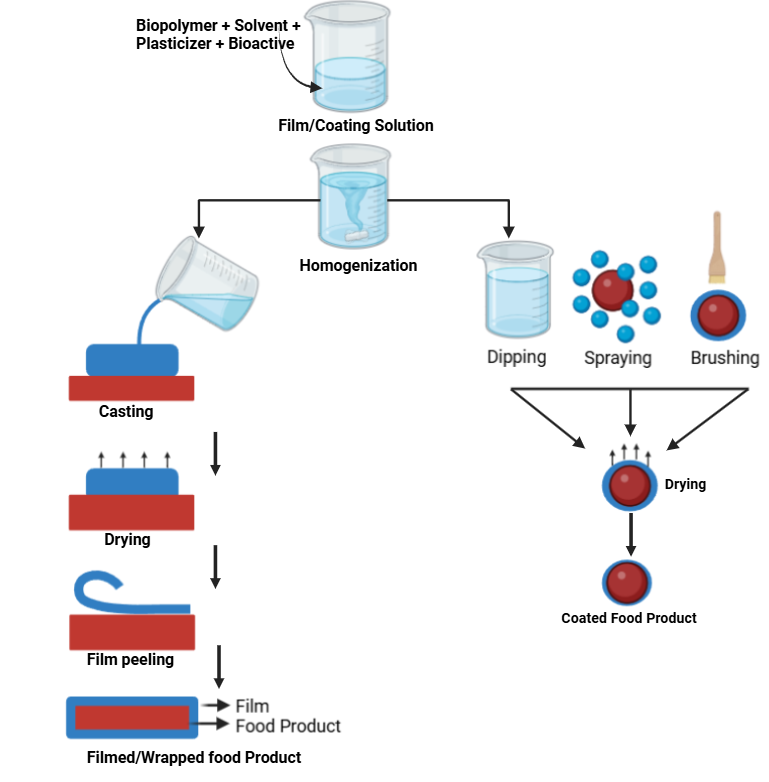 Biopolymer + Solvent +
Plasticizer + Bioactive
Film/Coating Solution
Homogenization
Dipping
Spraying
Brushing
Casting
Drying
Drying
Coated Food Product
Film peeling
Film
Food Product
Filmed/Wrapped food Product